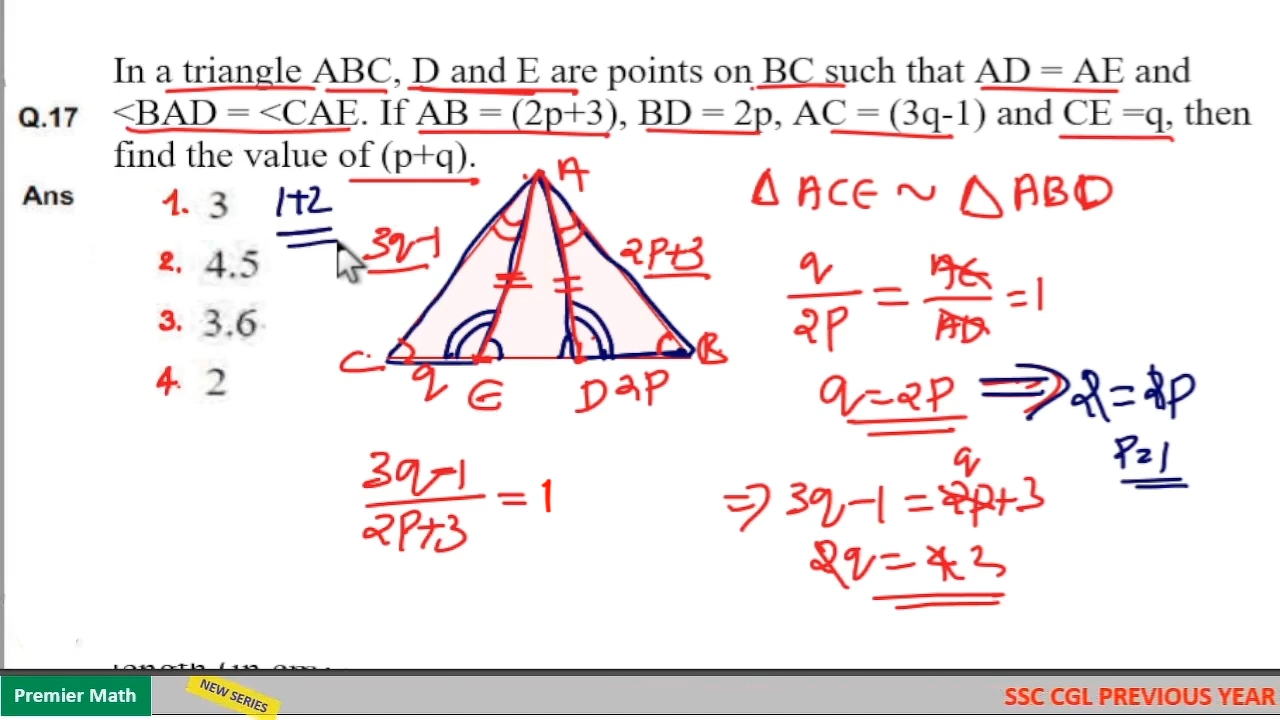 In a triangle ABC, D and E are points on BC such that AD = AE and
Q.17
<BAD = <CAE. If AB = (2p+3), BD = 2p, AC = (3q-1) and CE =q, then
find the value of (p+q).
Ans
1. 3
1+2
2. 4.5
3. 3.6
4. 2
A
3q-1
2P+3
C
q
E
D
2P
B
Δ ACE ~ Δ ABD
q/2P = AE/AD = 1
q=2P ⇒ 2=2P
P=1
(3q-1)/(2P+3) = 1
q
⇒ 3q-1 = 2p+3
2q = 4 2
Premier Math
NEW SERIES
SSC CGL PREVIOUS YEAR